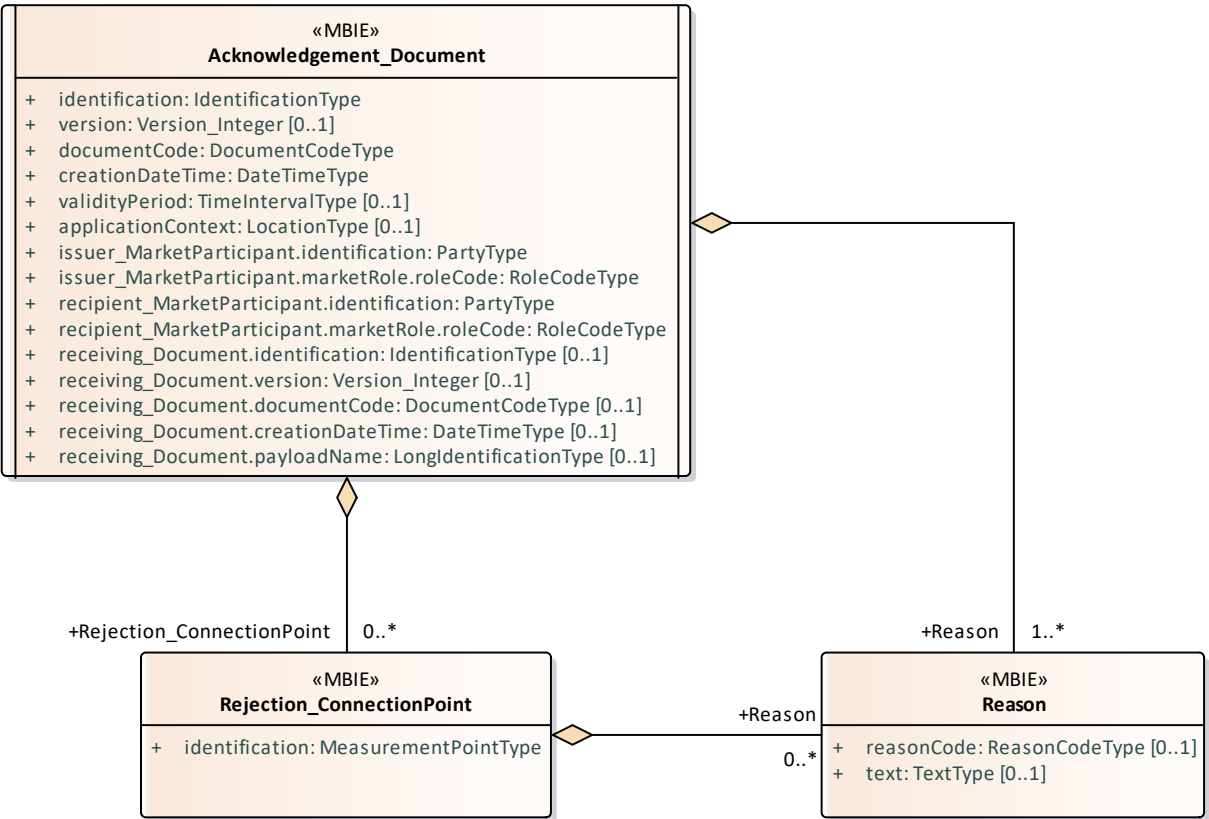 «MBIE»
Acknowledgement_Document
+ identification: IdentificationType
+ version: Version_Integer [0..1]
+ documentCode: DocumentCodeType
+ creationDateTime: DateTimeType
+ validityPeriod: TimeIntervalType [0..1]
+ applicationContext: LocationType [0..1]
+ issuer_MarketParticipant.identification: PartyType
+ issuer_MarketParticipant.marketRole.roleCode: RoleCodeType
+ recipient_MarketParticipant.identification: PartyType
+ recipient_MarketParticipant.marketRole.roleCode: RoleCodeType
+ receiving_Document.identification: IdentificationType [0..1]
+ receiving_Document.version: Version_Integer [0..1]
+ receiving_Document.documentCode: DocumentCodeType [0..1]
+ receiving_Document.creationDateTime: DateTimeType [0..1]
+ receiving_Document.payloadName: LongIdentificationType [0..1]
+Rejection_ConnectionPoint 0..*
+Reason 1..*
«MBIE»
Rejection_ConnectionPoint
+ identification: MeasurementPointType
+Reason
0..*
«MBIE»
Reason
+ reasonCode: ReasonCodeType [0..1]
+ text: TextType [0..1]